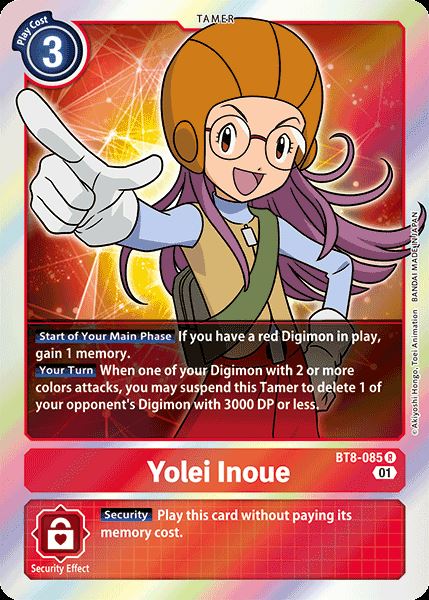 TAMER
Play Cost
3
Start of Your Main Phase If you have a red Digimon in play,
gain 1 memory.
Your Turn When one of your Digimon with 2 or more
colors attacks, you may suspend this Tamer to delete 1 of
your opponent's Digimon with 3000 DP or less.
©Akiyoshi Hongo, Toei Animation BANDAI MADE IN JAPAN
BT8-085 R
Yolei Inoue
01
Security Play this card without paying its
memory cost.
Security Effect